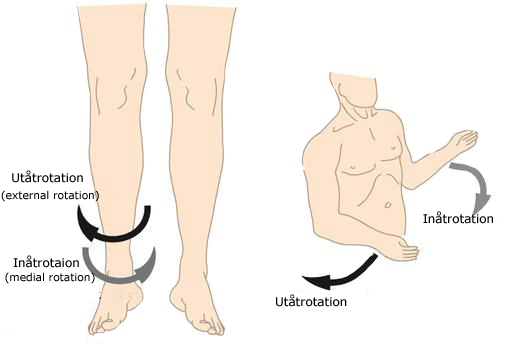 Utåtrotation
(external rotation)
Inåtrotaion
(medial rotation)
Inåtrotation
Utåtrotation